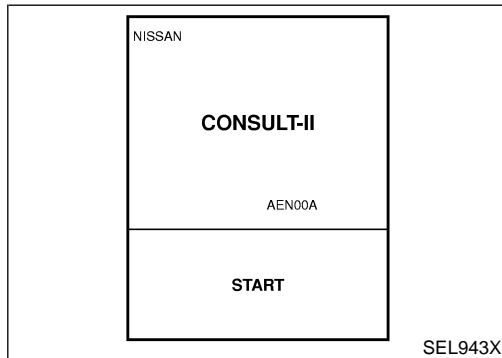 NISSAN
CONSULT-II
AEN00A
START
SEL943X